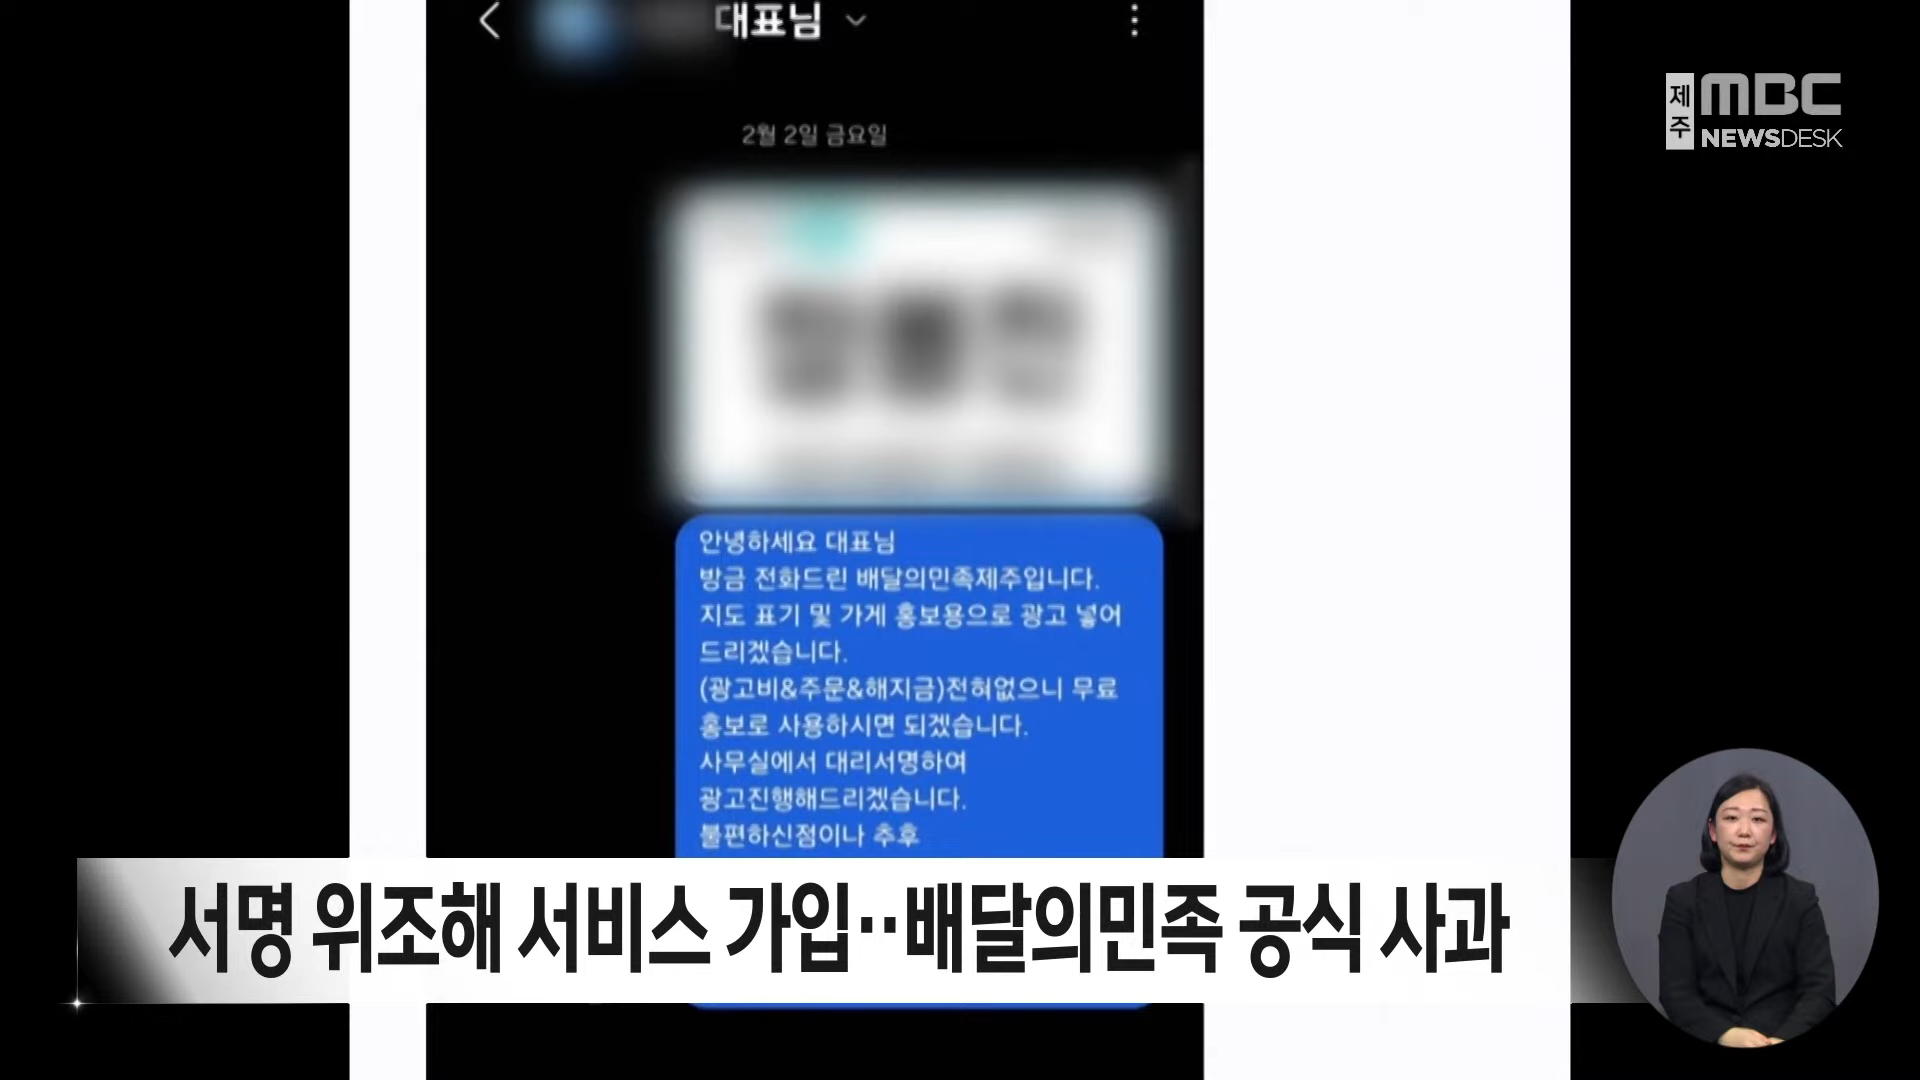 대표님
제주 MBC
NEWSDESK
2월 2일 금요일
안녕하세요 대표님
방금 전화드린 배달의민족제주입니다.
지도 표기 및 가게 홍보용으로 광고 넣어
드리겠습니다.
(광고비&주문&해지금)전혀없으니 무료
홍보로 사용하시면 되겠습니다.
사무실에서 대리서명하여
광고진행해드리겠습니다.
불편하신점이나 추후
서명 위조해 서비스 가입··배달의민족 공식 사과